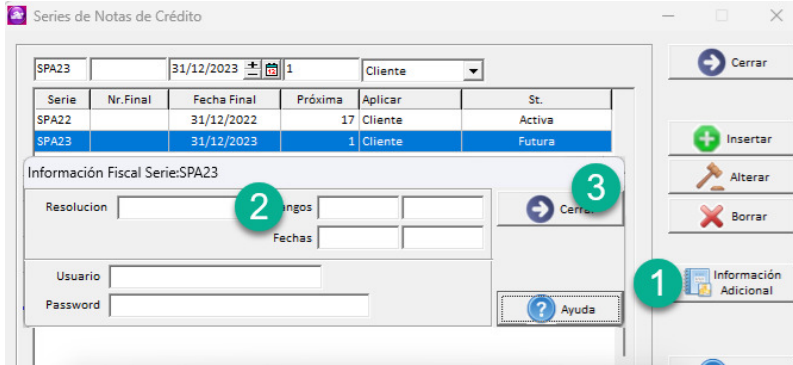 Series de Notas de Crédito
SPA23 31/12/2023 1 Cliente
Cerrar
Serie Nr.Final Fecha Final Próxima Aplicar St.
SPA22 31/12/2022 17 Cliente Activa
SPA23 31/12/2023 1 Cliente Futura
Insertar
Alterar
Borrar
Información Adicional
1
Información Fiscal Serie:SPA23
Resolucion 2 ngos
Fechas
3
Cerrar
Usuario
Password
Ayuda